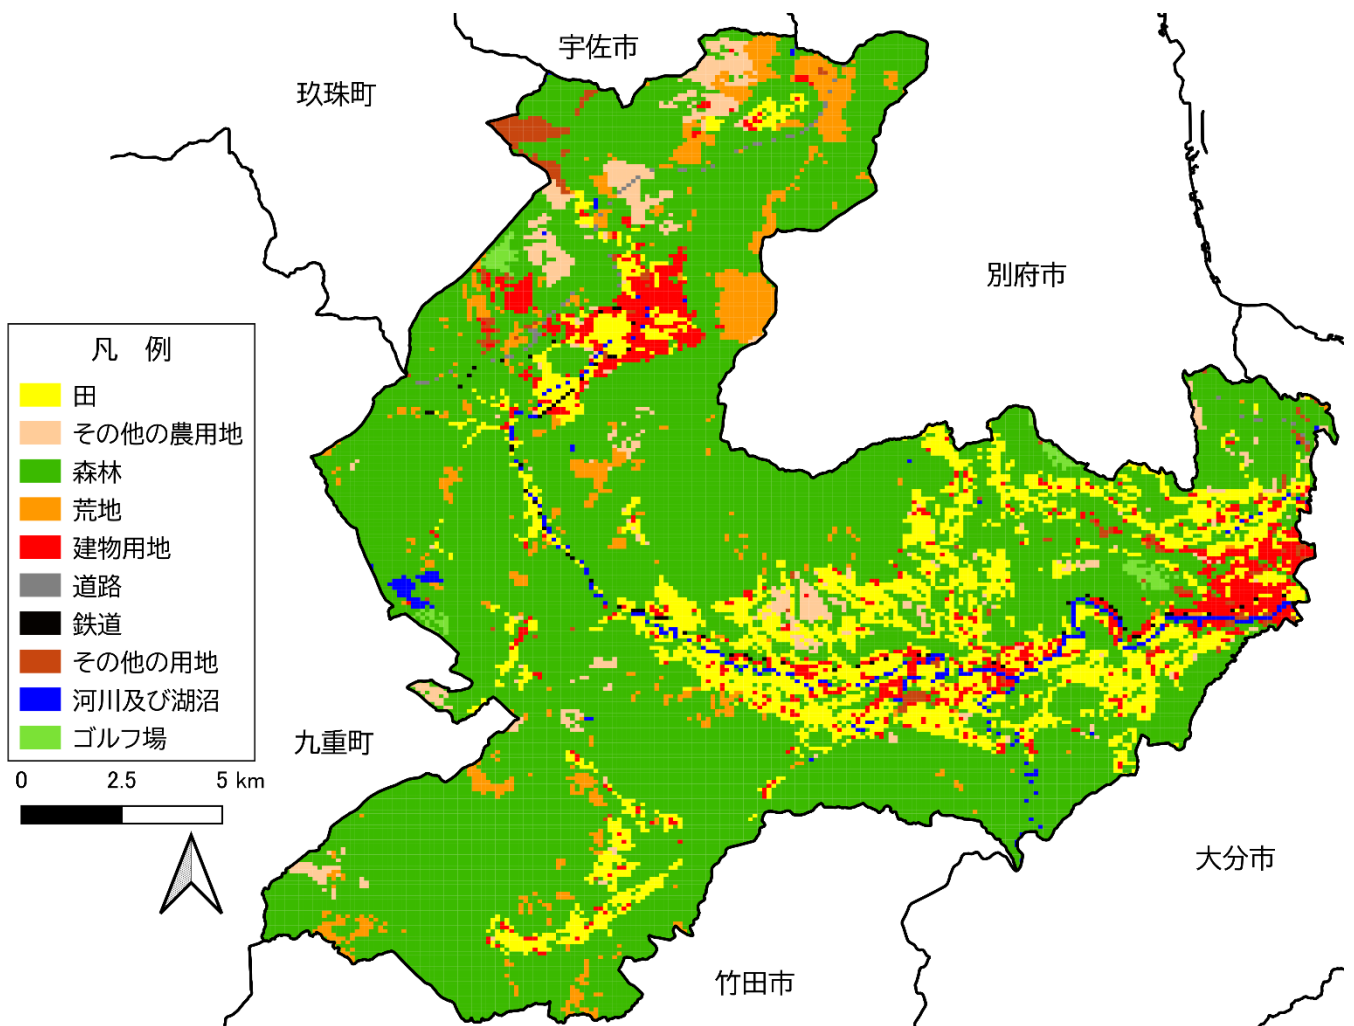 宇佐市
玖珠町
別府市
凡 例
田
その他の農用地
森林
荒地
建物用地
道路
鉄道
その他の用地
河川及び湖沼
ゴルフ場
九重町
0 2.5 5 km
大分市
竹田市